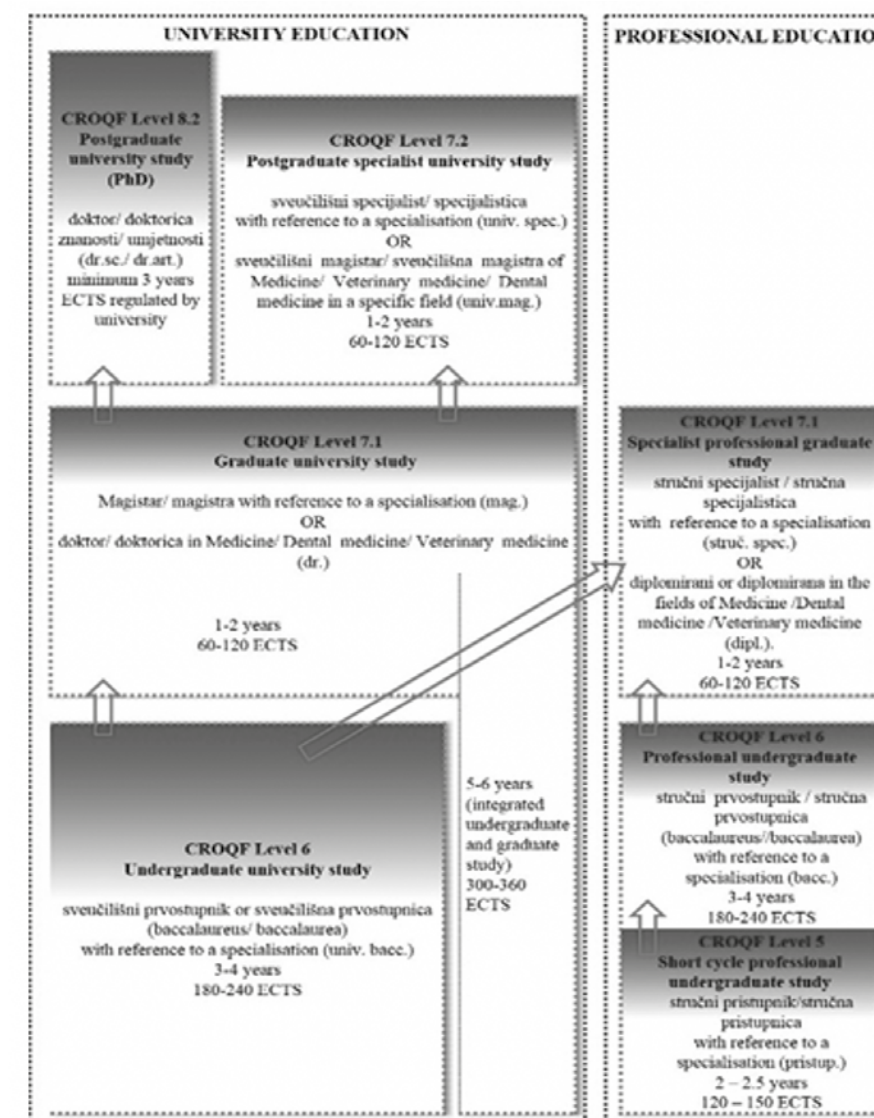 UNIVERSITY EDUCATION
CROQF Level 8.2
Postgraduate
university study
(PhD)
doktor/ doktorica
znanosti/ umjetnosti
(dr.sc./ dr.art.)
minimum 3 years
ECTS regulated by
university
CROQF Level 7.2
Postgraduate specialist university study
sveučilišni specijalist/ specijalistica
with reference to a specialisation (univ. spec.)
OR
sveučilišni magistar/ sveučilišna magistra of
Medicine/ Veterinary medicine/ Dental
medicine in a specific field (univ.mag.)
1-2 years
60-120 ECTS
CROQF Level 7.1
Graduate university study
Magistar/ magistra with reference to a specialisation (mag.)
OR
doktor/ doktorica in Medicine/ Dental medicine/ Veterinary medicine
(dr.)
1-2 years
60-120 ECTS
CROQF Level 6
Undergraduate university study
sveučilišni prvostupnik or sveučilišna prvostupnica
(baccalaureus/ baccalaurea)
with reference to a specialisation (univ. bacc.)
3-4 years
180-240 ECTS
5-6 years
(integrated
undergraduate
and graduate
study)
300-360
ECTS
PROFESSIONAL EDUCATIO
CROQF Level 7.1
Specialist professional graduate
study
stručni specijalist / stručna
specijalistica
with reference to a specialisation
(struč. spec.)
OR
diplomirani or diplomirana in the
fields of Medicine /Dental
medicine /Veterinary medicine
(dipl.).
1-2 years
60-120 ECTS
CROQF Level 6
Professional undergraduate
study
stručni prvostupnik / stručna
prvostupnica
(baccalaureus//baccalaurea)
with reference to a
specialisation (bacc.)
3-4 years
180-240 ECTS
CROQF Level 5
Short cycle professional
undergraduate study
stručni pristupnik/stručna
pristupnica
with reference to a
specialisation (pristup.)
2 – 2.5 years
120 – 150 ECTS